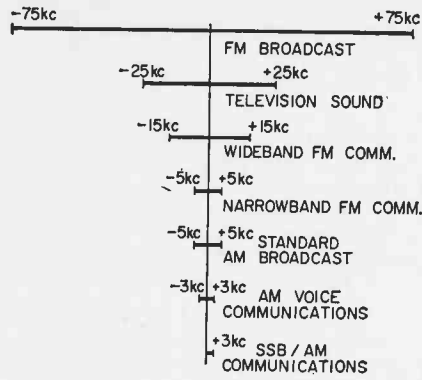 -75kc +75kc
FM BROADCAST
-25kc +25kc
TELEVISION SOUND
-15kc +15kc
WIDEBAND FM COMM.
-5kc +5kc
NARROWBAND FM COMM.
-5kc +5kc
STANDARD
AM BROADCAST
-3kc +3kc
AM VOICE
COMMUNICATIONS
+3kc
SSB/AM
COMMUNICATIONS